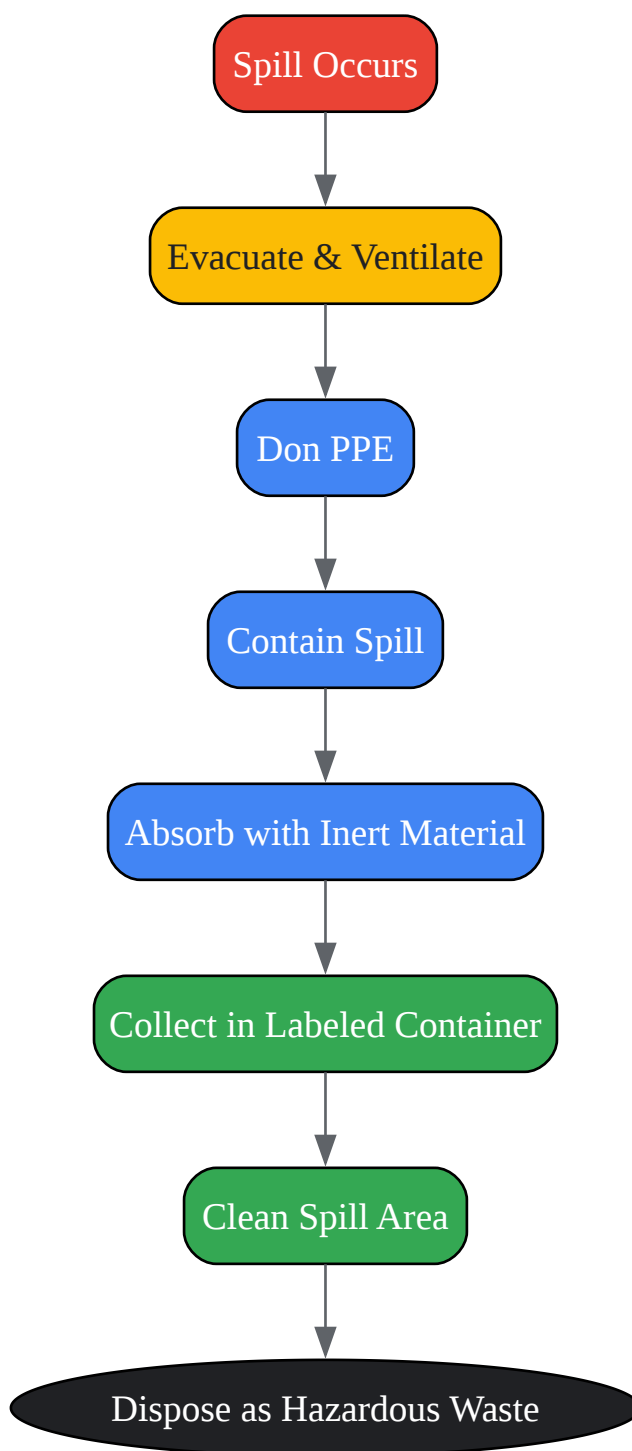 Spill Occurs
Evacuate & Ventilate
Don PPE
Contain Spill
Absorb with Inert Material
Collect in Labeled Container
Clean Spill Area
Dispose as Hazardous Waste